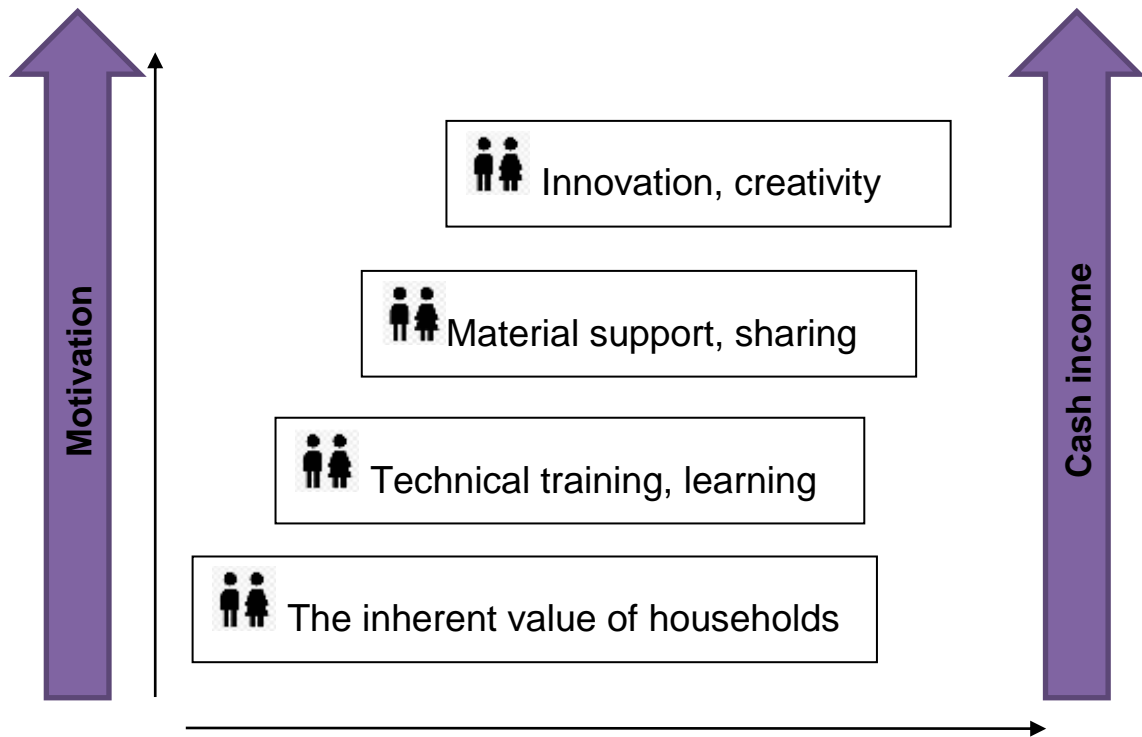 Innovation, creativity
Material support, sharing
Technical training, learning
The inherent value of households
Motivation
Cash income